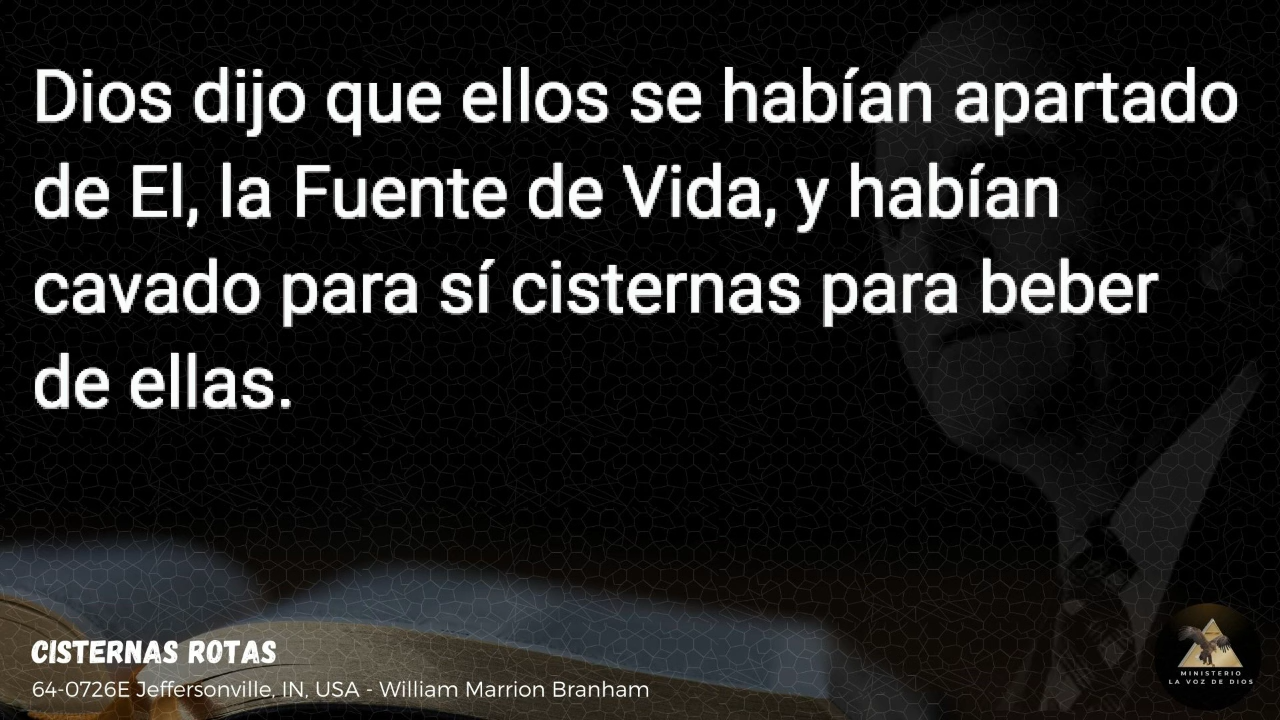 Dios dijo que ellos se habían apartado
de El, la Fuente de Vida, y habían
cavado para sí cisternas para beber
de ellas.
CISTERNAS ROTAS
64-0726E Jeffersonville, IN, USA - William Marrion Branham
MINISTERIO
LA VOZ DE DIOS